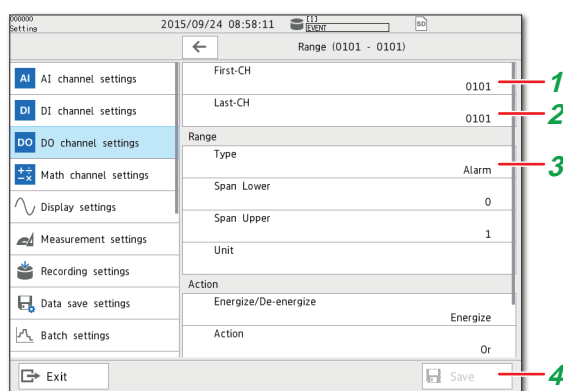 000000
Setting
2015/09/24 08:58:11
[1]
EVENT
SD
Range (0101 - 0101)
AI AI channel settings
DI DI channel settings
DO DO channel settings
Math channel settings
Display settings
Measurement settings
Recording settings
Data save settings
Batch settings
First-CH
0101
1
Last-CH
0101
2
Range
Type
Alarm
3
Span Lower
0
Span Upper
1
Unit
Action
Energize/De-energize
Energize
Action
Or
Exit
Save
4